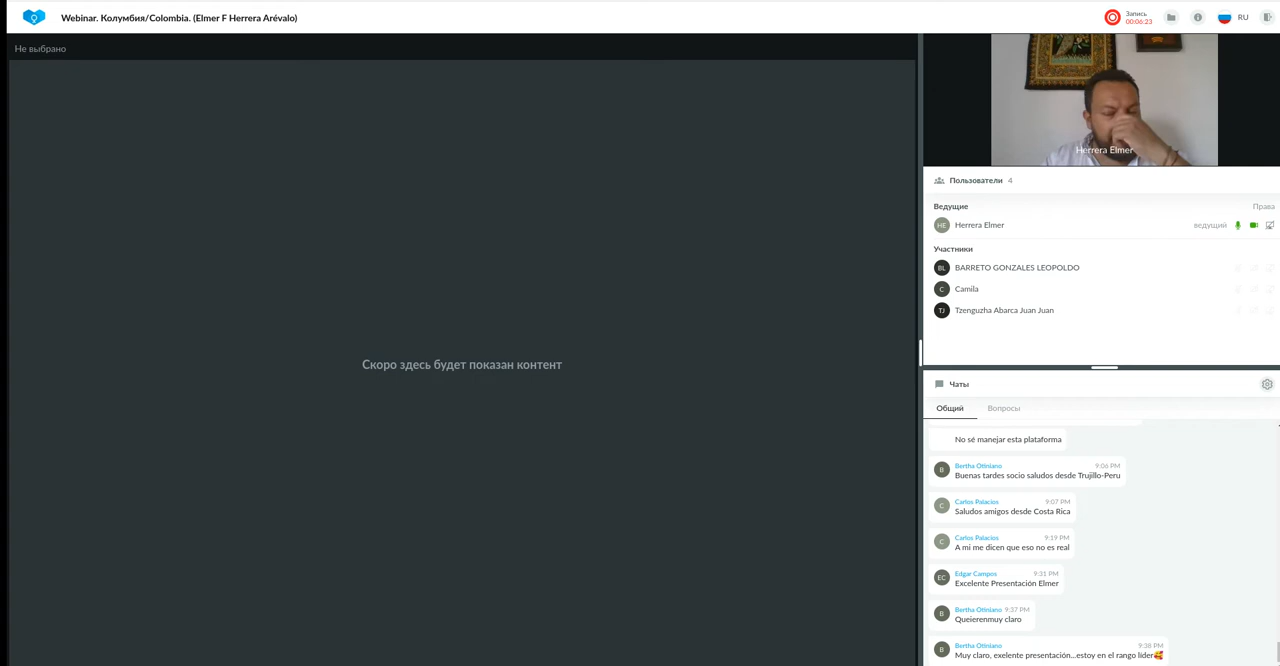 Webinar. Колумбия/Colombia. (Elmer F Herrera Arévalo)
Запись
00:06:23
RU
Не выбрано
Скоро здесь будет показан контент
Herrera Elmer
Пользователи 4
Ведущие Права
HE Herrera Elmer ведущий
Участники
BL BARRETO GONZALES LEOPOLDO
C Camila
TJ Tzenguzha Abarca Juan Juan
Чаты
Общий Вопросы
No sé manejar esta plataforma
B Bertha Otiniano 9:06 PM
Buenas tardes socio saludos desde Trujillo-Peru
C Carlos Palacios 9:07 PM
Saludos amigos desde Costa Rica
C Carlos Palacios 9:19 PM
A mi me dicen que eso no es real
EC Edgar Campos 9:31 PM
Excelente Presentación Elmer
B Bertha Otiniano 9:37 PM
Queierenmuy claro
B Bertha Otiniano 9:38 PM
Muy claro, exelente presentación...estoy en el rango líder🥰